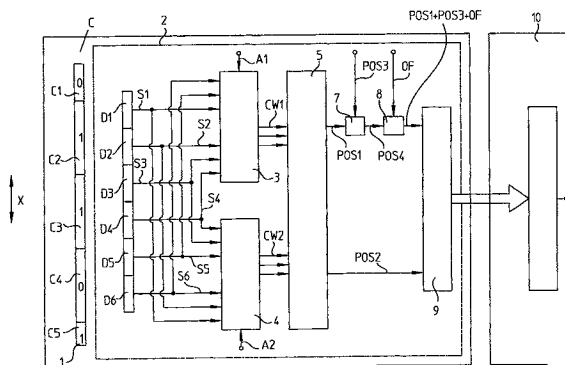 POS1+POS3+OF
C
2
10
A1
5
POS3
OF
C1
0
S1
D1
S2
CW1
7
8
D2
C2
1
S3
POS1
POS4
D3
3
X
D4
S4
C3
1
CW2
D5
S5
POS2
C4
0
S6
D6
4
9
C5
1
1
A2